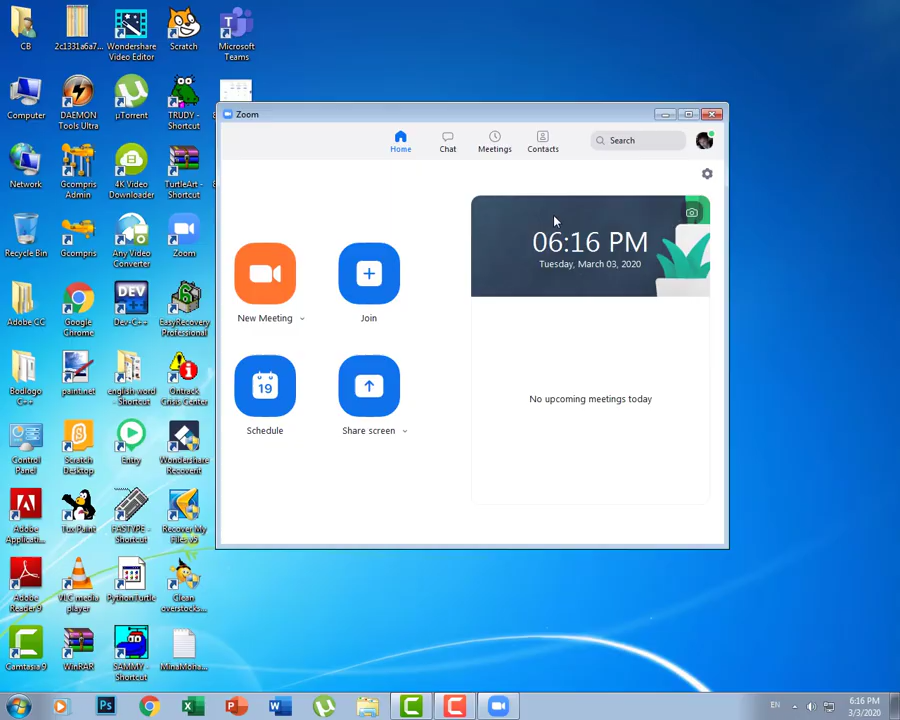 CB
2c1331a6a7...
Wondershare
Video Editor
Scratch
Microsoft
Teams
Computer
DAEMON
Tools Ultra
µTorrent
TRUDY -
Shortcut
Network
Gcompris
Admin
4K Video
Downloader
TurtleArt -
Shortcut
Recycle Bin
Gcompris
Any Video
Converter
Zoom
Adobe CC
Google
Chrome
DEV
Dev-C++
EasyRecovery
Professional
Bodlogo
C++
paint.net
english word
- Shortcut
Ontrack
Crisis Center
Control
Panel
Scratch
Desktop
Entry
Wondershare
Recoverit
Adobe
Applicati...
Tux Paint
FASTYPE -
Shortcut
Recover My
Files v5
Adobe
Reader 9
VLC media
player
PythonTurtle
Clean
overstocks...
Camtasia 9
WinRAR
SAMMY -
Shortcut
MinaMoha...
Zoom
Home
Chat
Meetings
Contacts
Search
06:16 PM
Tuesday, March 03, 2020
New Meeting
Join
19
Schedule
Share screen
No upcoming meetings today
EN
6:16 PM
3/3/2020